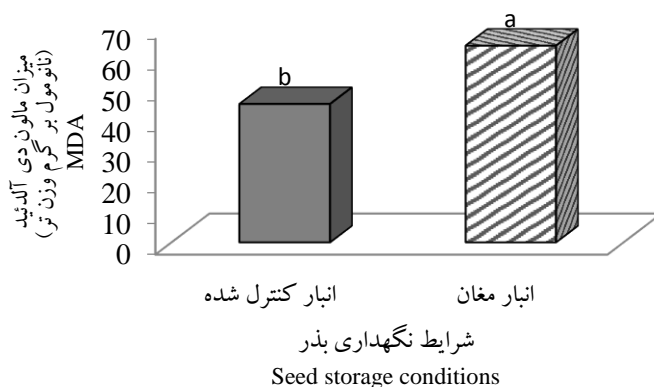 میزان مالون دی آلدئید
(نانومول بر گرم وزن تر)
MDA
70
60
50
40
30
20
10
0
b
a
انبار کنترل شده
انبار مغان
شرایط نگهداری بذر
Seed storage conditions